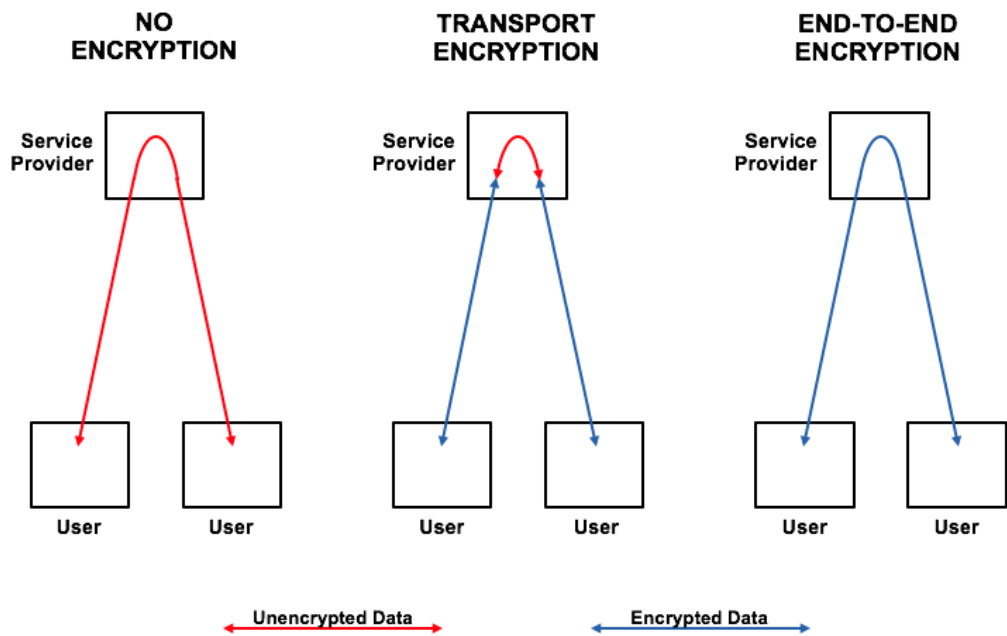 NO
ENCRYPTION
TRANSPORT
ENCRYPTION
END-TO-END
ENCRYPTION
Service
Provider
Service
Provider
Service
Provider
User
User
User
User
User
User
Unencrypted Data
Encrypted Data